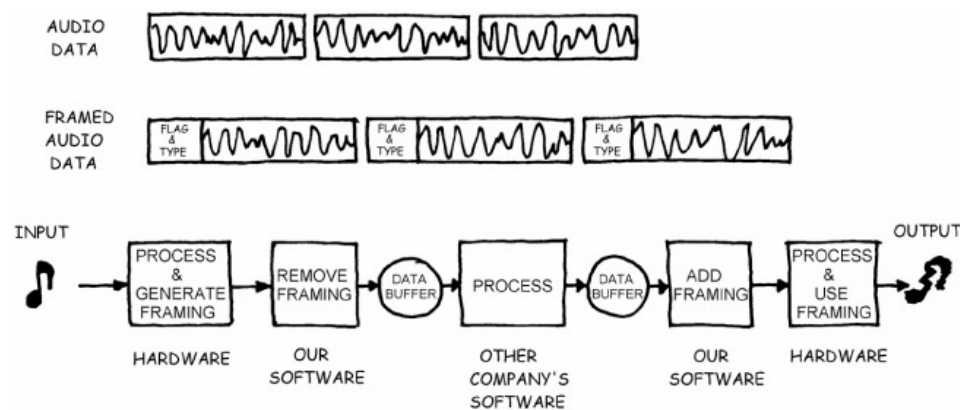 AUDIO
DATA
FRAMED
AUDIO
DATA
FLAG
&
TYPE
FLAG
&
TYPE
FLAG
&
TYPE
INPUT
OUTPUT
PROCESS
&
GENERATE
FRAMING
REMOVE
FRAMING
DATA
BUFFER
PROCESS
DATA
BUFFER
ADD
FRAMING
PROCESS
&
USE
FRAMING
HARDWARE
OUR
SOFTWARE
OTHER
COMPANY'S
SOFTWARE
OUR
SOFTWARE
HARDWARE